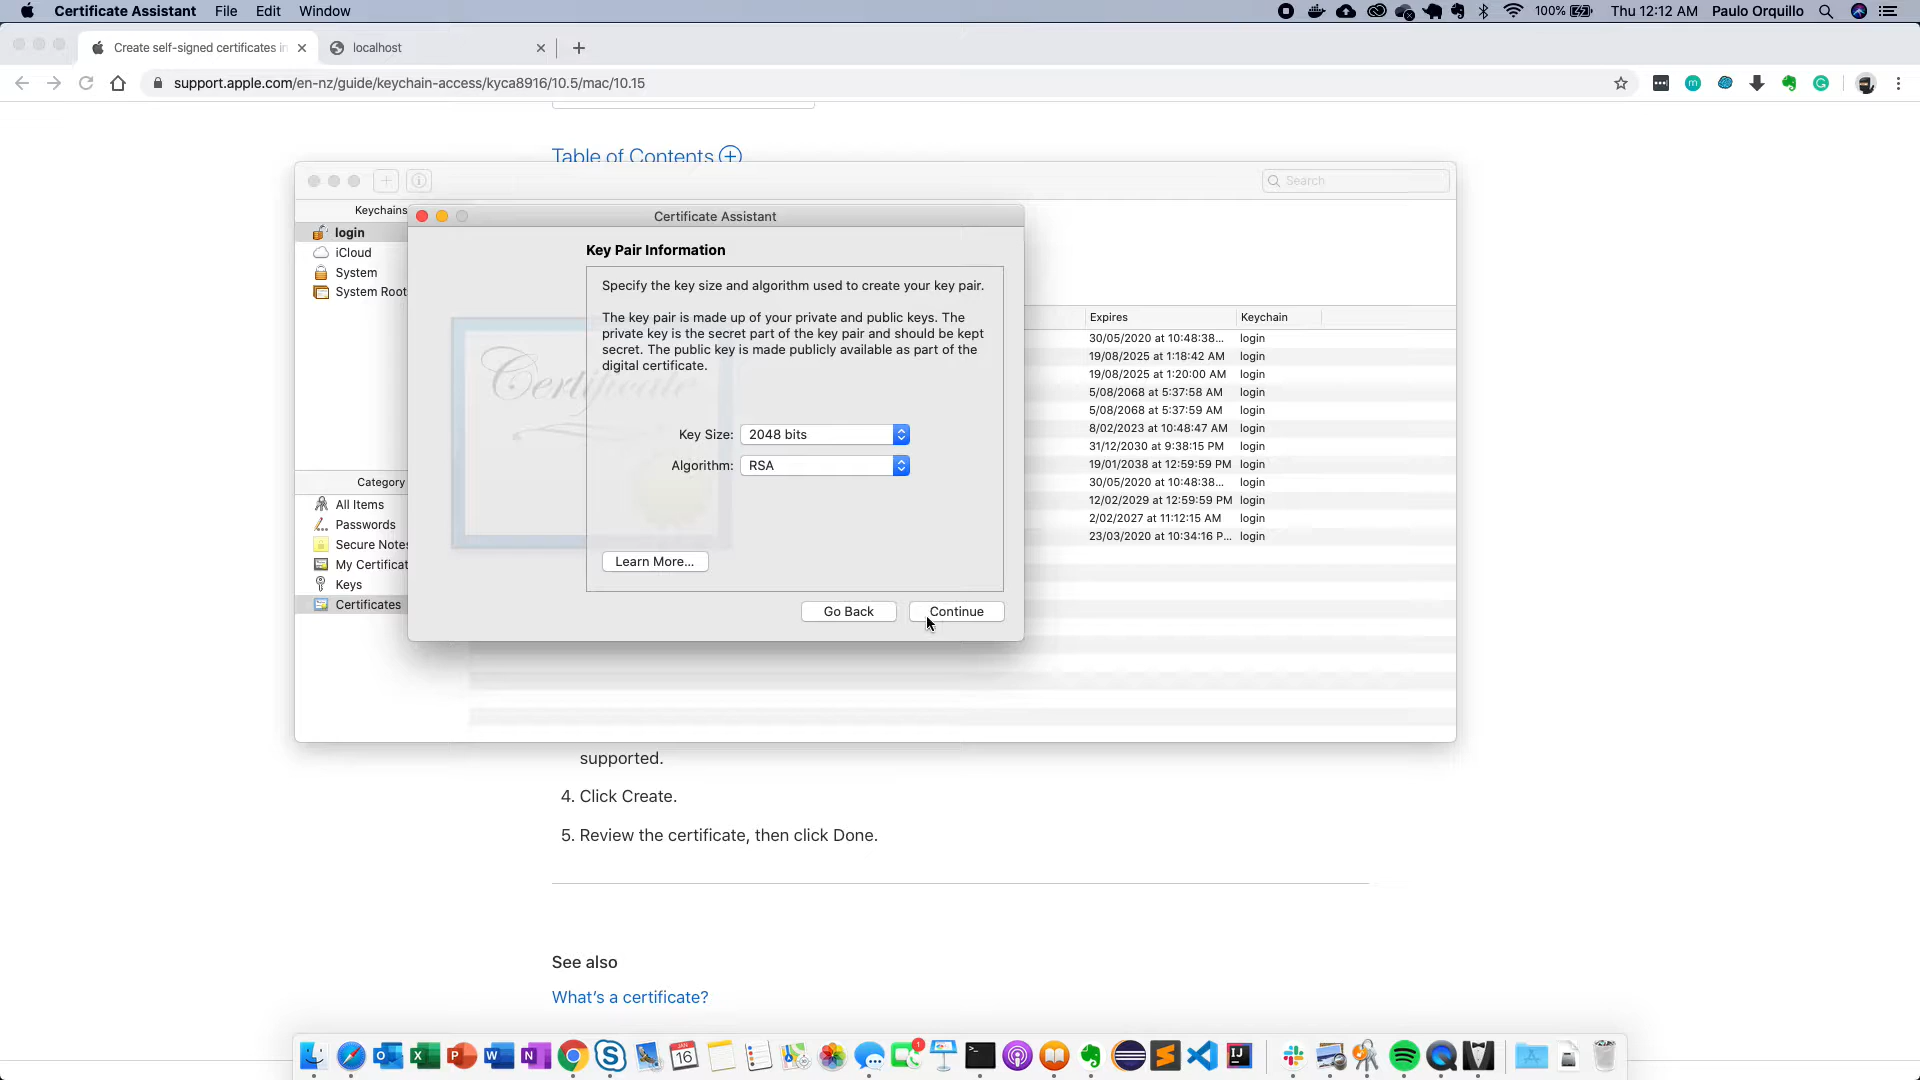 Certificate Assistant File Edit Window 100% Thu 12:12 AM Paulo Orquillo
Create self-signed certificates in localhost
support.apple.com/en-nz/guide/keychain-access/kyca8916/10.5/mac/10.15
Table of Contents
Search
Keychains
login
iCloud
System
System Root
Certificate Assistant
Key Pair Information
Specify the key size and algorithm used to create your key pair.
The key pair is made up of your private and public keys. The
private key is the secret part of the key pair and should be kept
secret. The public key is made publicly available as part of the
digital certificate.
Certificate
Key Size: 2048 bits
Algorithm: RSA
Learn More...
Go Back Continue
Expires Keychain
30/05/2020 at 10:48:38... login
19/08/2025 at 1:18:42 AM login
19/08/2025 at 1:20:00 AM login
5/08/2068 at 5:37:58 AM login
5/08/2068 at 5:37:59 AM login
8/02/2023 at 10:48:47 AM login
31/12/2030 at 9:38:15 PM login
19/01/2038 at 12:59:59 PM login
30/05/2020 at 10:48:38... login
12/02/2029 at 12:59:59 PM login
2/02/2027 at 11:12:15 AM login
23/03/2020 at 10:34:16 P... login
Category
All Items
Passwords
Secure Notes
My Certificat
Keys
Certificates
supported.
4. Click Create.
5. Review the certificate, then click Done.
See also
What's a certificate?
JAN
16
1